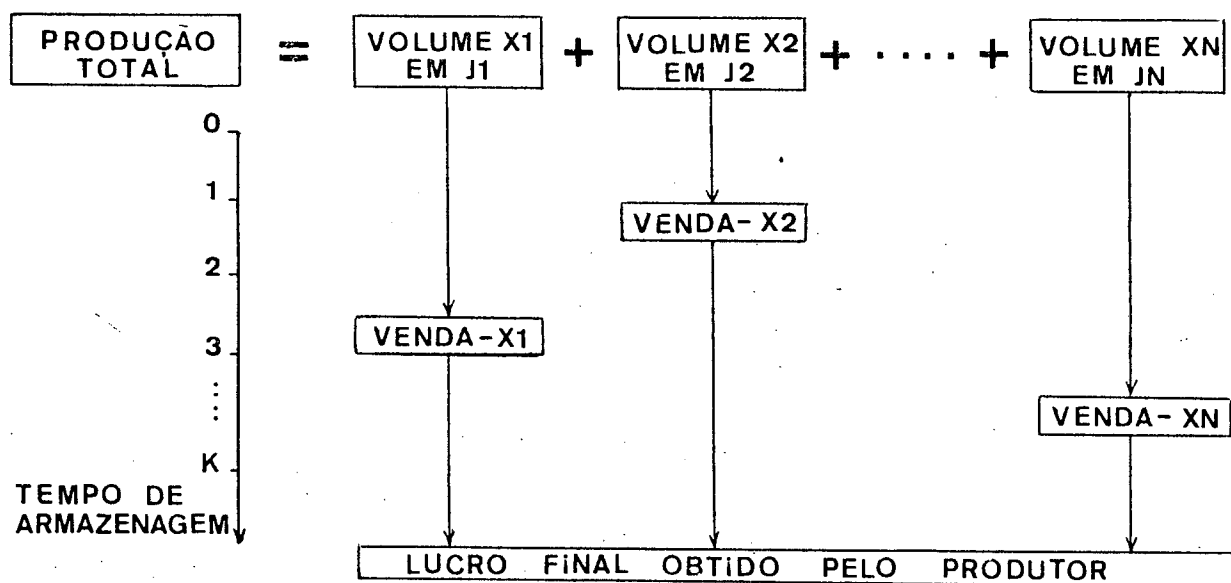 PRODUÇÃO TOTAL
=
VOLUME X1 EM J1
+
VOLUME X2 EM J2
+ · · · · +
VOLUME XN EM JN
0
1
VENDA-X2
2
VENDA-X1
3
⋮
VENDA-XN
K
TEMPO DE
ARMAZENAGEM
LUCRO FiNAL OBTiDO PELO PRODUTOR